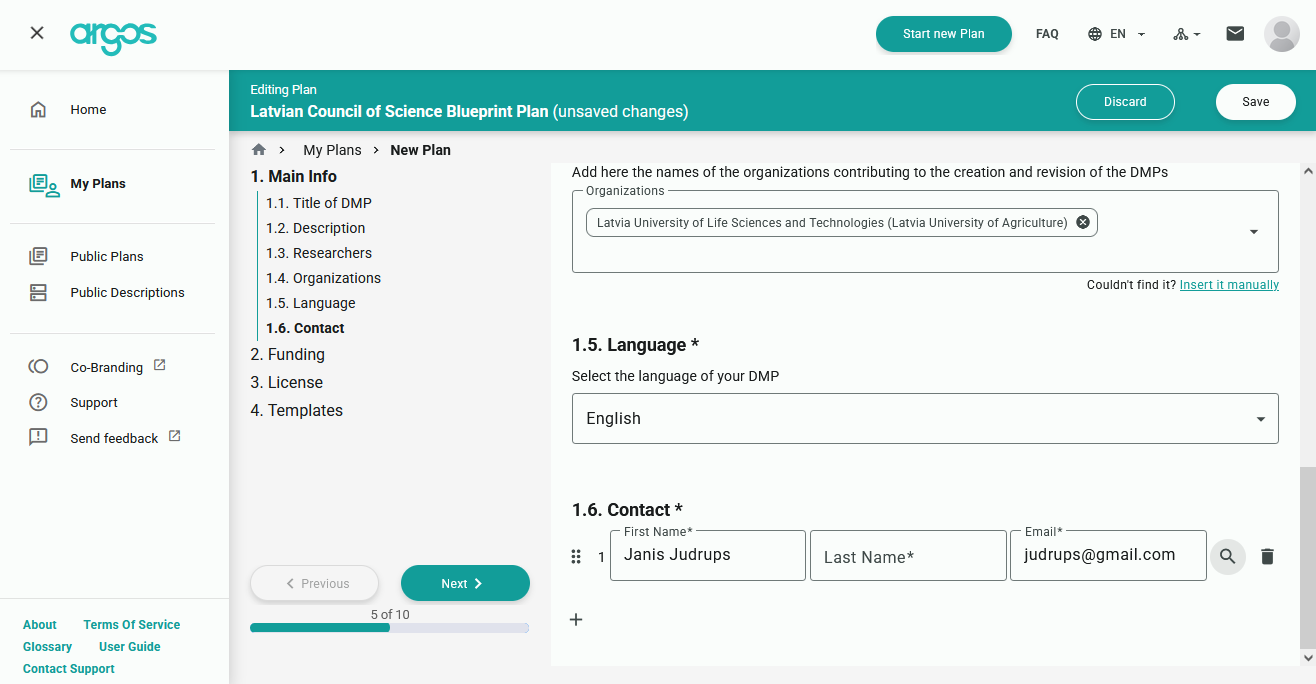 argos
Start new Plan
FAQ
EN
Home
My Plans
Public Plans
Public Descriptions
Co-Branding
Support
Send feedback
About Terms Of Service
Glossary User Guide
Contact Support
Editing Plan
Latvian Council of Science Blueprint Plan (unsaved changes)
Discard
Save
My Plans New Plan
1. Main Info
1.1. Title of DMP
1.2. Description
1.3. Researchers
1.4. Organizations
1.5. Language
1.6. Contact
2. Funding
3. License
4. Templates
Previous
Next
5 of 10
Add here the names of the organizations contributing to the creation and revision of the DMPs
Organizations
Latvia University of Life Sciences and Technologies (Latvia University of Agriculture)
Couldn't find it? Insert it manually
1.5. Language *
Select the language of your DMP
English
1.6. Contact *
1
First Name*
Janis Judrups
Last Name*
Email*
judrups@gmail.com